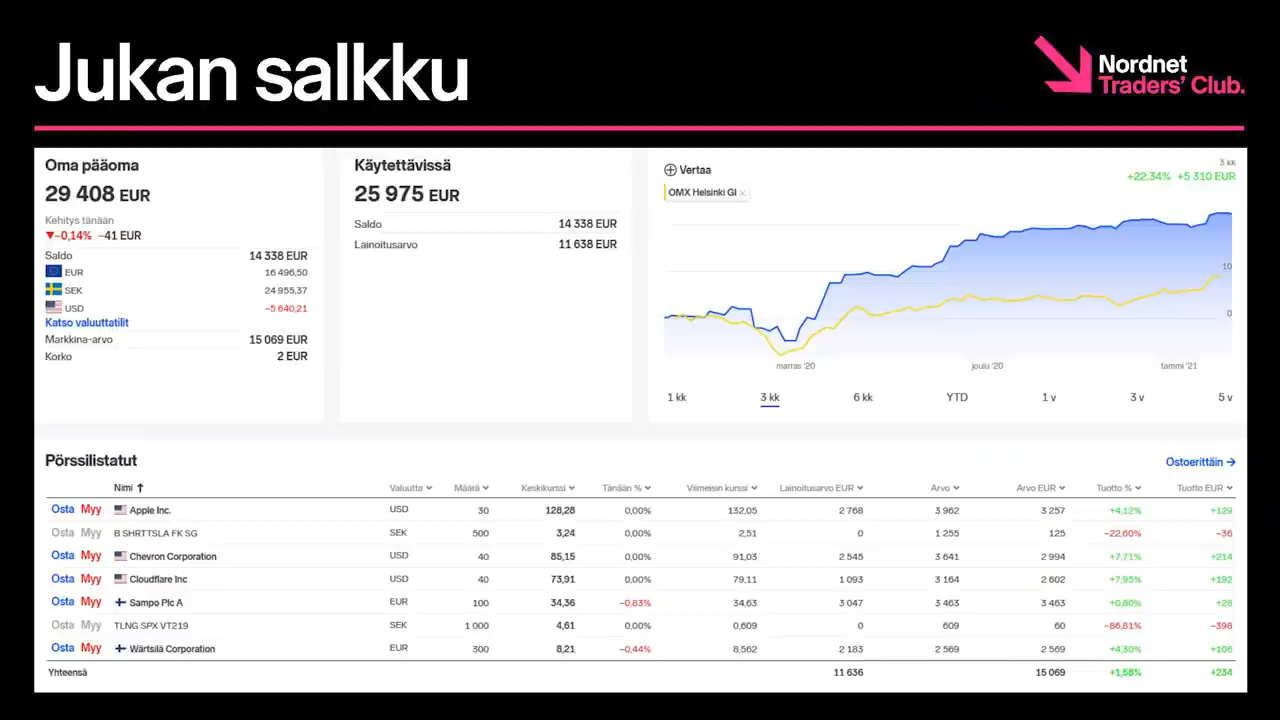 Jukan salkku
Nordnet
Traders' Club.
Oma pääoma
29 408 EUR
Kehitys tänään
−0,14% −41 EUR
Saldo 14 338 EUR
EUR 16 496,50
SEK 24 955,37
USD −5 640,21
Katso valuuttatilit
Markkina-arvo 15 069 EUR
Korko 2 EUR
Käytettävissä
25 975 EUR
Saldo 14 338 EUR
Lainoitusarvo 11 638 EUR
Vertaa
OMX Helsinki GI ×
3 kk
+22,34% +5 310 EUR
10
0
marras '20 joulu '20 tammi '21
1 kk 3 kk 6 kk YTD 1 v 3 v 5 v
Pörssilistatut
Ostoerittäin →
Nimi ↑ Valuutta Määrä Keskikurssi Tänään % Viimeisin kurssi Lainoitusarvo EUR Arvo Arvo EUR Tuotto % Tuotto EUR
Osta Myy Apple Inc. USD 30 128,28 0,00% 132,05 2 768 3 962 3 257 +4,12% +129
Osta Myy B SHRTTSLA FK SG SEK 500 3,24 0,00% 2,51 0 1 255 125 −22,60% −36
Osta Myy Chevron Corporation USD 40 85,15 0,00% 91,03 2 545 3 641 2 994 +7,71% +214
Osta Myy Cloudflare Inc USD 40 73,91 0,00% 79,11 1 093 3 164 2 602 +7,95% +192
Osta Myy Sampo Plc A EUR 100 34,36 −0,83% 34,63 3 047 3 463 3 463 +0,80% +28
Osta Myy TLNG SPX VT219 SEK 1 000 4,61 0,00% 0,609 0 609 60 −86,81% −398
Osta Myy Wärtsilä Corporation EUR 300 8,21 −0,44% 8,562 2 183 2 569 2 569 +4,30% +106
Yhteensä 11 636 15 069 +1,58% +234